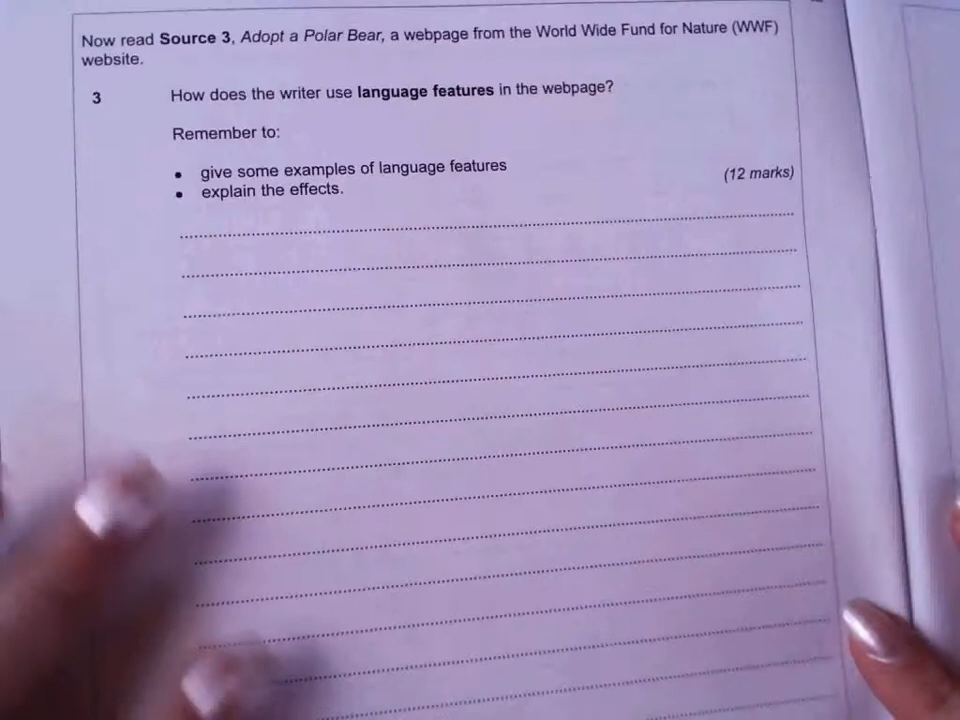 Now read Source 3, Adopt a Polar Bear, a webpage from the World Wide Fund for Nature (WWF)
website.
3 How does the writer use language features in the webpage?
Remember to:
• give some examples of language features
• explain the effects.
(12 marks)